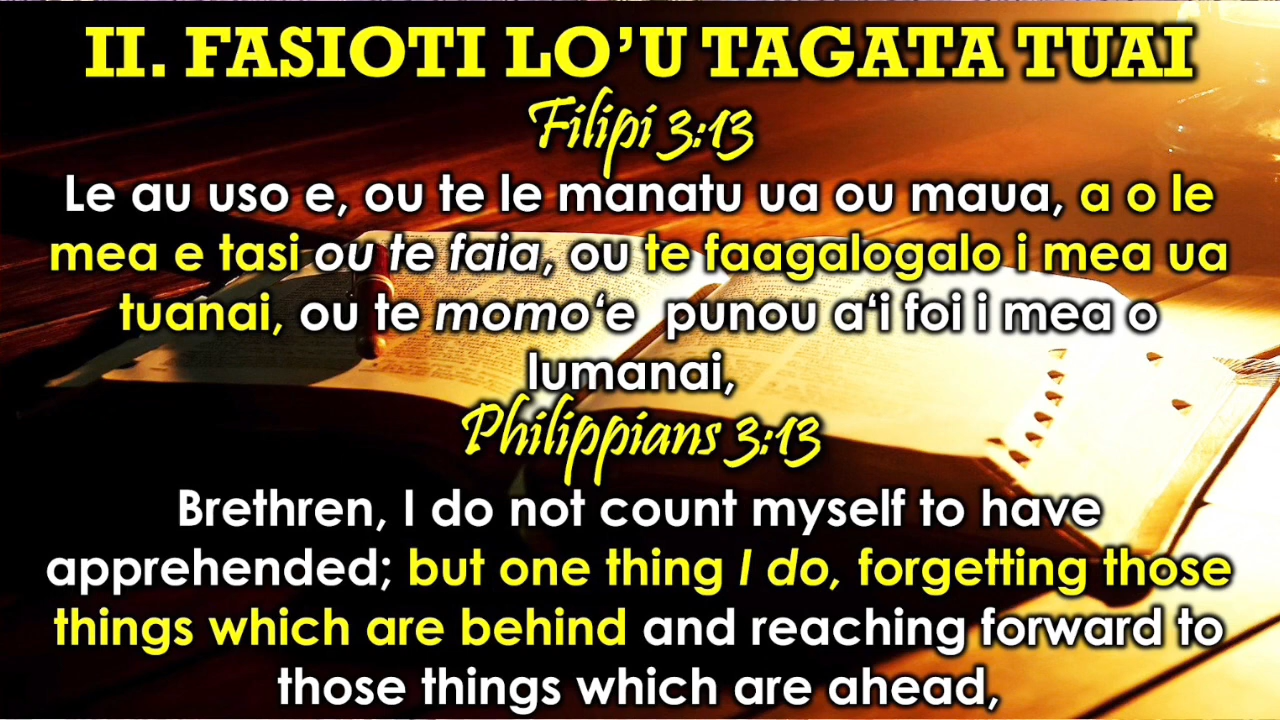 II. FASIOTI LO’U TAGATA TUAI
Filipi 3:13
Le au uso e, ou te le manatu ua ou maua, a o le
mea e tasi ou te faia, ou te faagalogalo i mea ua
tuanai, ou te momo‘e punou a‘i foi i mea o
lumanai,
Philippians 3:13
Brethren, I do not count myself to have
apprehended; but one thing I do, forgetting those
things which are behind and reaching forward to
those things which are ahead,